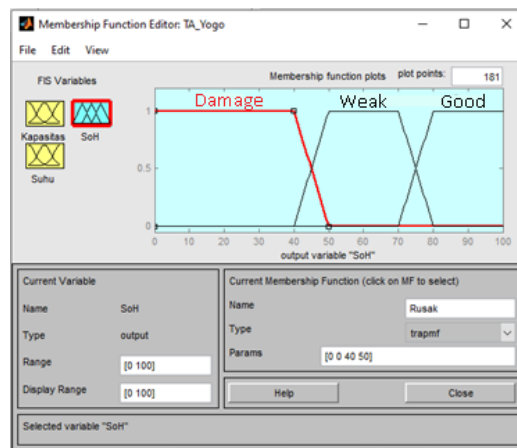 Membership Function Editor: TA_Yogo
File Edit View
FIS Variables
Kapasitas
SoH
Suhu
Membership function plots plot points: 181
Damage Weak Good
1
0.5
0
0 10 20 30 40 50 60 70 80 90 100
output variable "SoH"
Current Variable
Name SoH
Type output
Range [0 100]
Display Range [0 100]
Current Membership Function (click on MF to select)
Name Rusak
Type trapmf
Params [0 0 40 50]
Help Close
Selected variable "SoH"